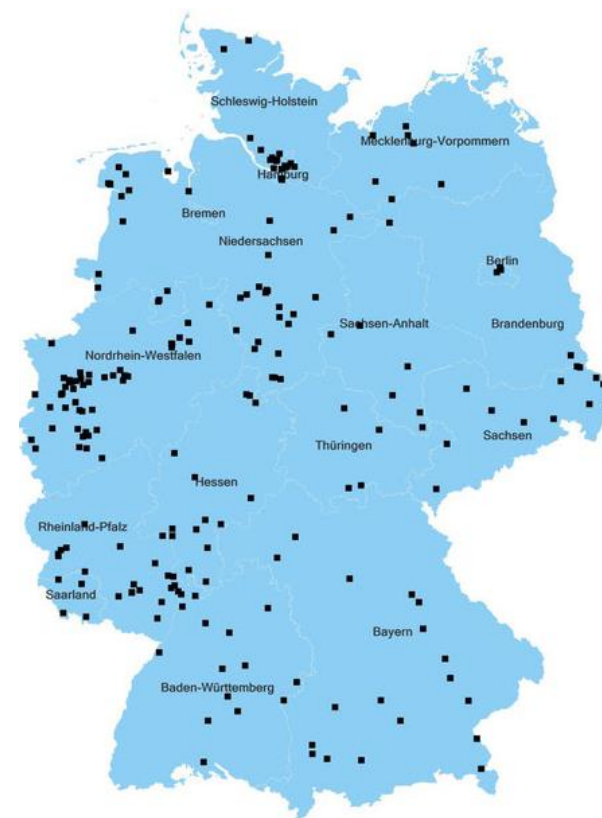 Schleswig-Holstein
Mecklenburg-Vorpommern
Hamburg
Bremen
Niedersachsen
Berlin
Sachsen-Anhalt
Brandenburg
Nordrhein-Westfalen
Sachsen
Thüringen
Hessen
Rheinland-Pfalz
Saarland
Bayern
Baden-Württemberg